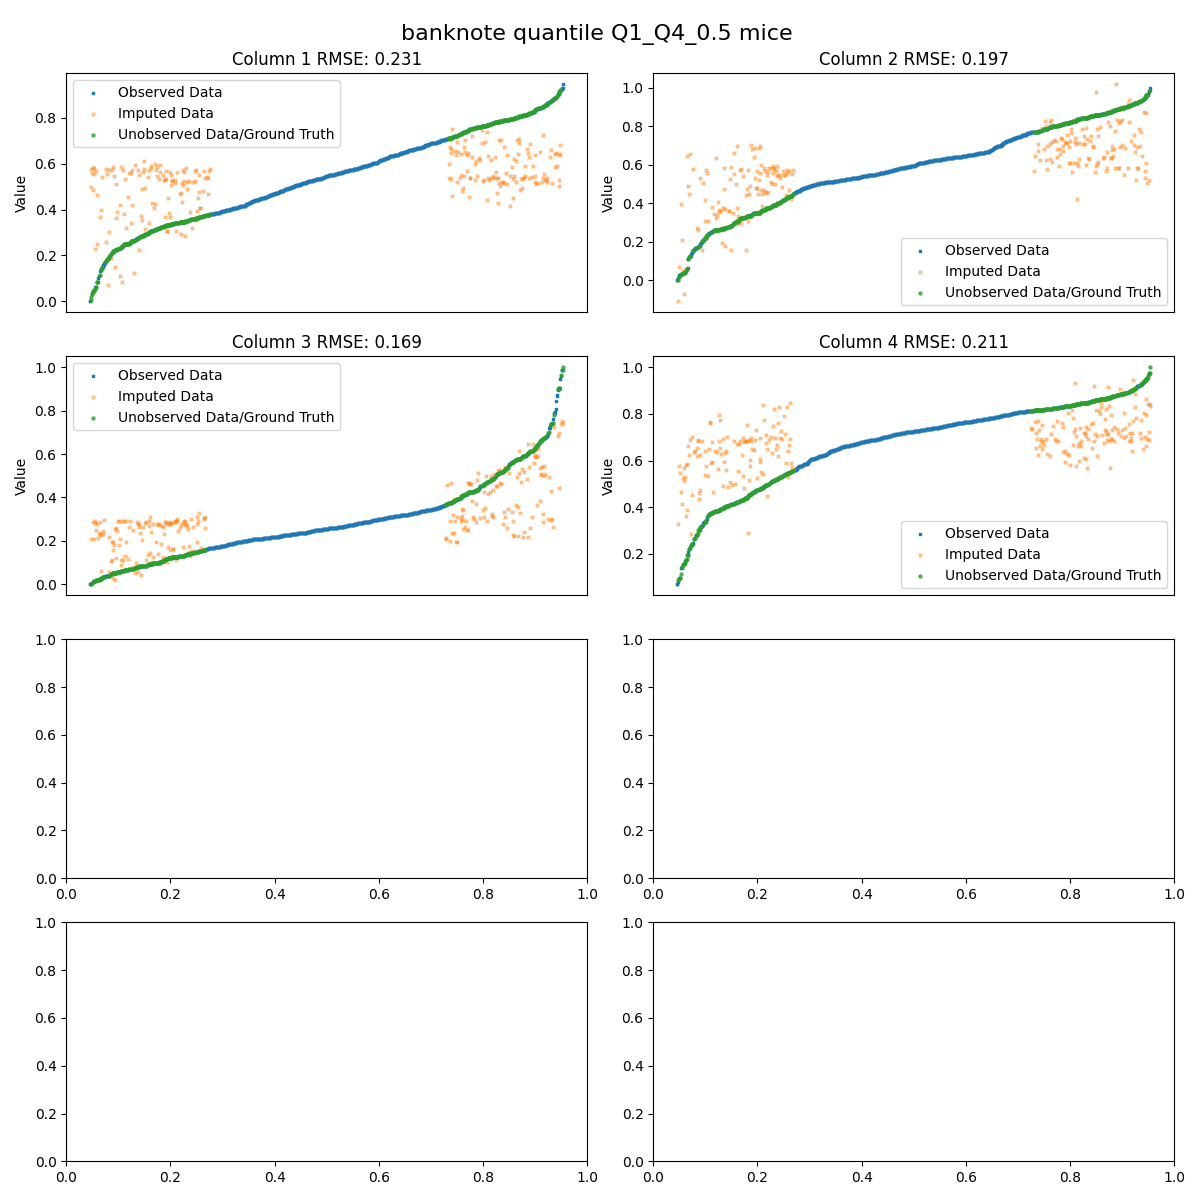 banknote quantile Q1_Q4_0.5 mice
Column 1 RMSE: 0.231
Value
0.8
0.6
0.4
0.2
0.0
Observed Data
Imputed Data
Unobserved Data/Ground Truth
Column 2 RMSE: 0.197
Value
1.0
0.8
0.6
0.4
0.2
0.0
Observed Data
Imputed Data
Unobserved Data/Ground Truth
Column 3 RMSE: 0.169
Value
1.0
0.8
0.6
0.4
0.2
0.0
Observed Data
Imputed Data
Unobserved Data/Ground Truth
Column 4 RMSE: 0.211
Value
1.0
0.8
0.6
0.4
0.2
Observed Data
Imputed Data
Unobserved Data/Ground Truth
1.0
0.8
0.6
0.4
0.2
0.0
0.0 0.2 0.4 0.6 0.8 1.0
1.0
0.8
0.6
0.4
0.2
0.0
0.0 0.2 0.4 0.6 0.8 1.0
1.0
0.8
0.6
0.4
0.2
0.0
0.0 0.2 0.4 0.6 0.8 1.0
1.0
0.8
0.6
0.4
0.2
0.0
0.0 0.2 0.4 0.6 0.8 1.0